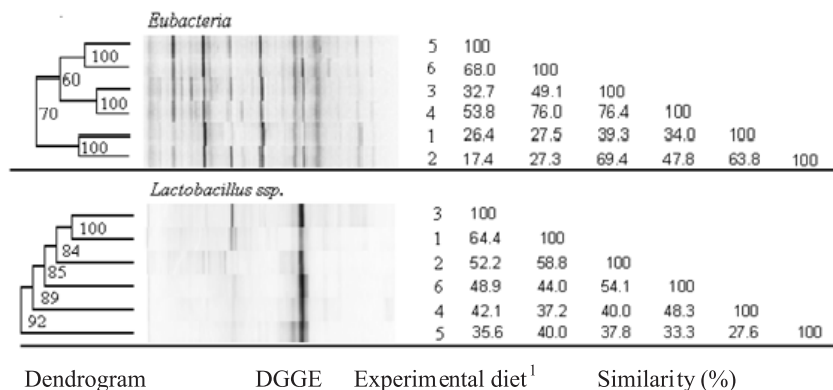 Eubacteria
5 100
100 6 68.0 100
60 3 32.7 49.1 100
100 4 53.8 76.0 76.4 100
70 1 26.4 27.5 39.3 34.0 100
100 2 17.4 27.3 69.4 47.8 63.8 100
Lactobacillus ssp.
3 100
100 1 64.4 100
84 2 52.2 58.8 100
85 6 48.9 44.0 54.1 100
89 4 42.1 37.2 40.0 48.3 100
92 5 35.6 40.0 37.8 33.3 27.6 100
Dendrogram DGGE Experimental diet¹ Similarity (%)